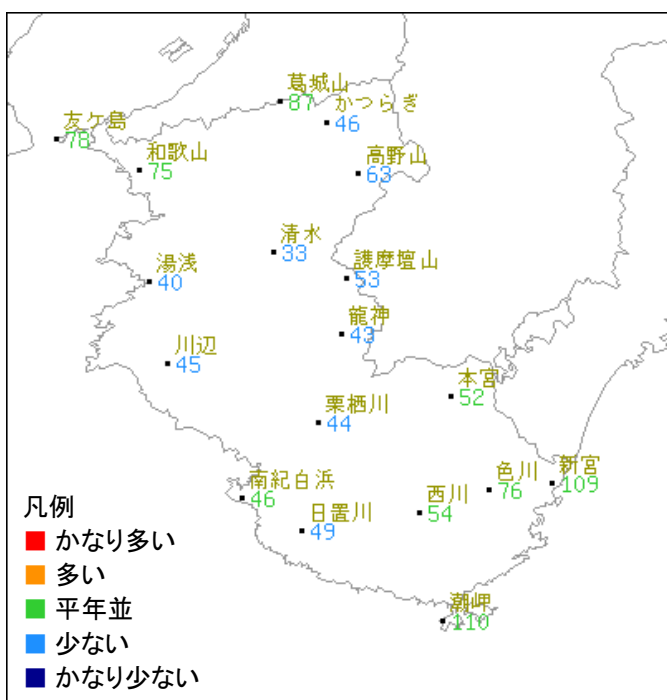 葛城山
87
かつらぎ
46
友ケ島
78
和歌山
75
高野山
63
清水
33
護摩壇山
53
湯浅
40
龍神
43
川辺
45
本宮
52
栗栖川
44
南紀白浜
46
日置川
49
西川
54
色川
76
新宮
109
潮岬
110
凡例
かなり多い
多い
平年並
少ない
かなり少ない